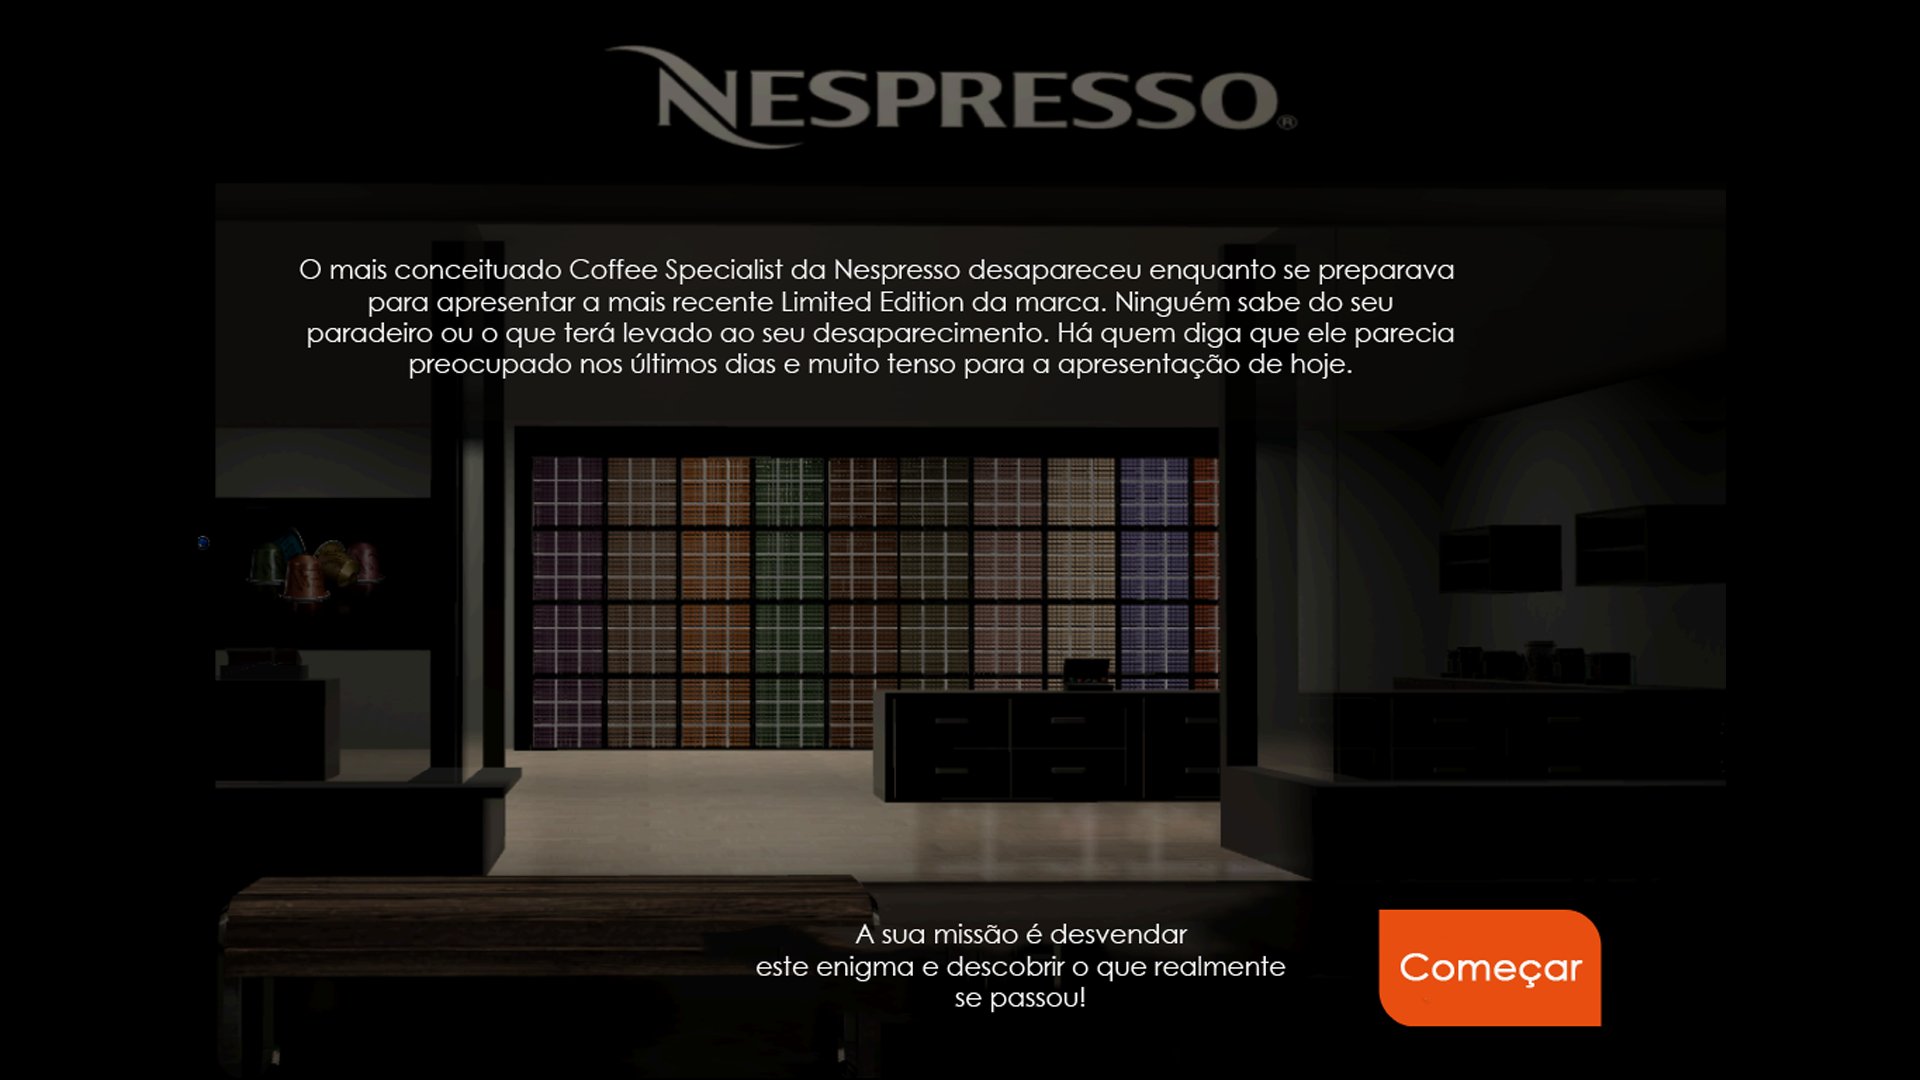 NESPRESSO®
O mais conceituado Coffee Specialist da Nespresso desapareceu enquanto se preparava
para apresentar a mais recente Limited Edition da marca. Ninguém sabe do seu
paradeiro ou o que terá levado ao seu desaparecimento. Há quem diga que ele parecia
preocupado nos últimos dias e muito tenso para a apresentação de hoje.
A sua missão é desvendar
este enigma e descobrir o que realmente
se passou!
Começar